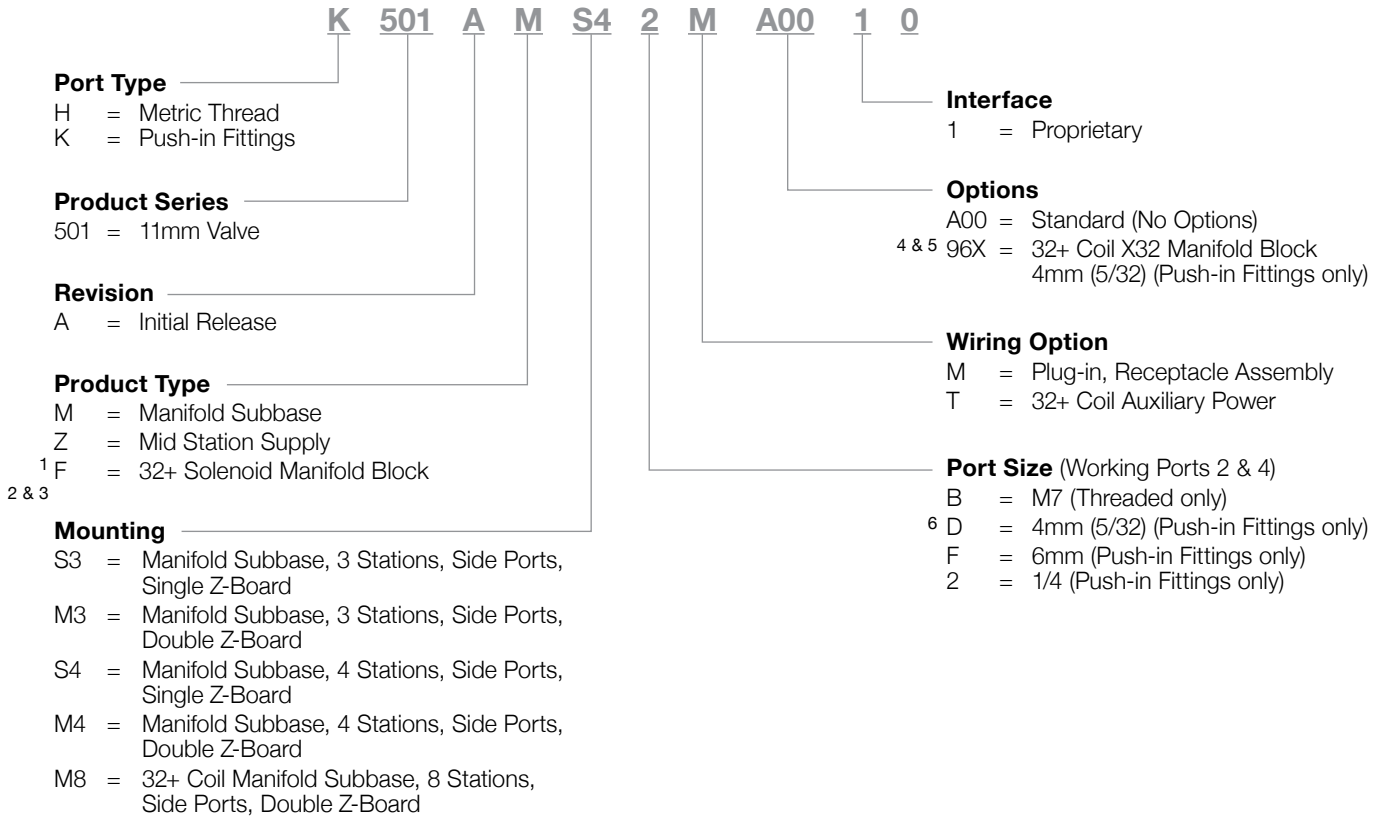 K 501 A M S4 2 M A00 1 0
Port Type
H = Metric Thread
K = Push-in Fittings
Product Series
501 = 11mm Valve
Revision
A = Initial Release
Product Type
M = Manifold Subbase
Z = Mid Station Supply
1 F = 32+ Solenoid Manifold Block
2 & 3
Mounting
S3 = Manifold Subbase, 3 Stations, Side Ports,
Single Z-Board
M3 = Manifold Subbase, 3 Stations, Side Ports,
Double Z-Board
S4 = Manifold Subbase, 4 Stations, Side Ports,
Single Z-Board
M4 = Manifold Subbase, 4 Stations, Side Ports,
Double Z-Board
M8 = 32+ Coil Manifold Subbase, 8 Stations,
Side Ports, Double Z-Board
Interface
1 = Proprietary
Options
A00 = Standard (No Options)
4 & 5 96X = 32+ Coil X32 Manifold Block
4mm (5/32) (Push-in Fittings only)
Wiring Option
M = Plug-in, Receptacle Assembly
T = 32+ Coil Auxiliary Power
Port Size (Working Ports 2 & 4)
B = M7 (Threaded only)
6 D = 4mm (5/32) (Push-in Fittings only)
F = 6mm (Push-in Fittings only)
2 = 1/4 (Push-in Fittings only)